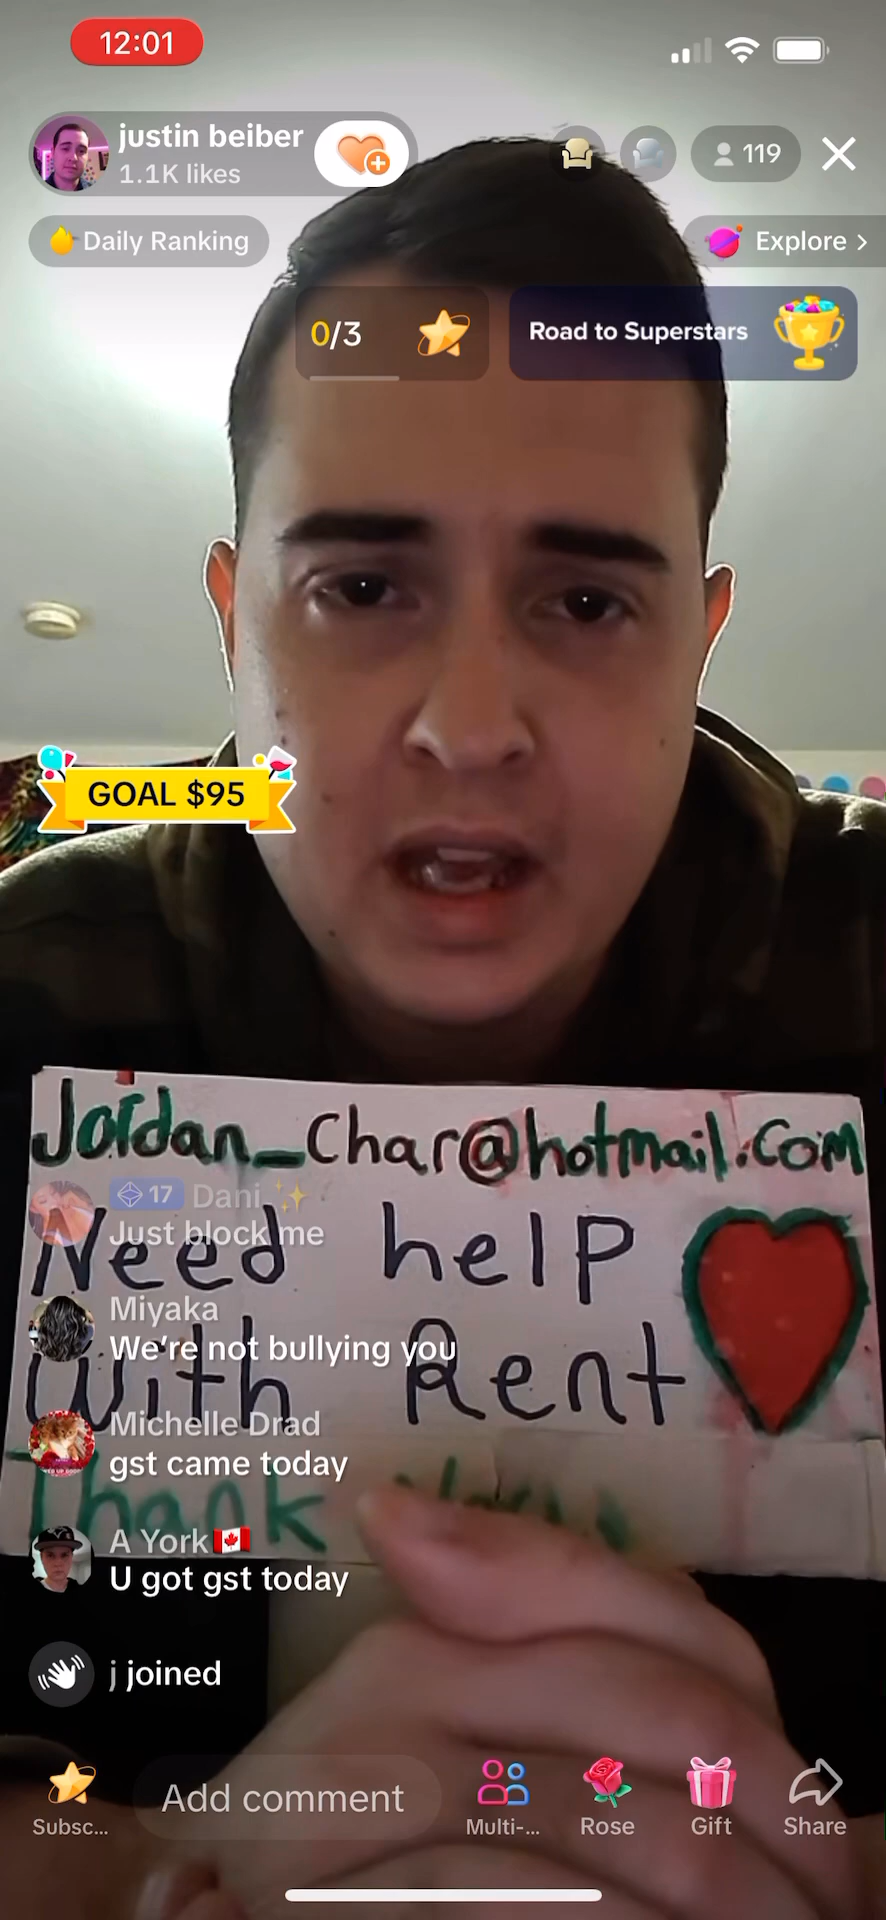 12:01
justin beiber
1.1K likes
119
Daily Ranking
Explore >
0/3
Road to Superstars
GOAL $95
Jordan_Char@hotmail.com
Need help
With Rent
Thank You
17 Dani
Just block me
Miyaka
We're not bullying you
Michelle Drad
gst came today
A York
U got gst today
j joined
Add comment
Subsc...
Multi-...
Rose
Gift
Share